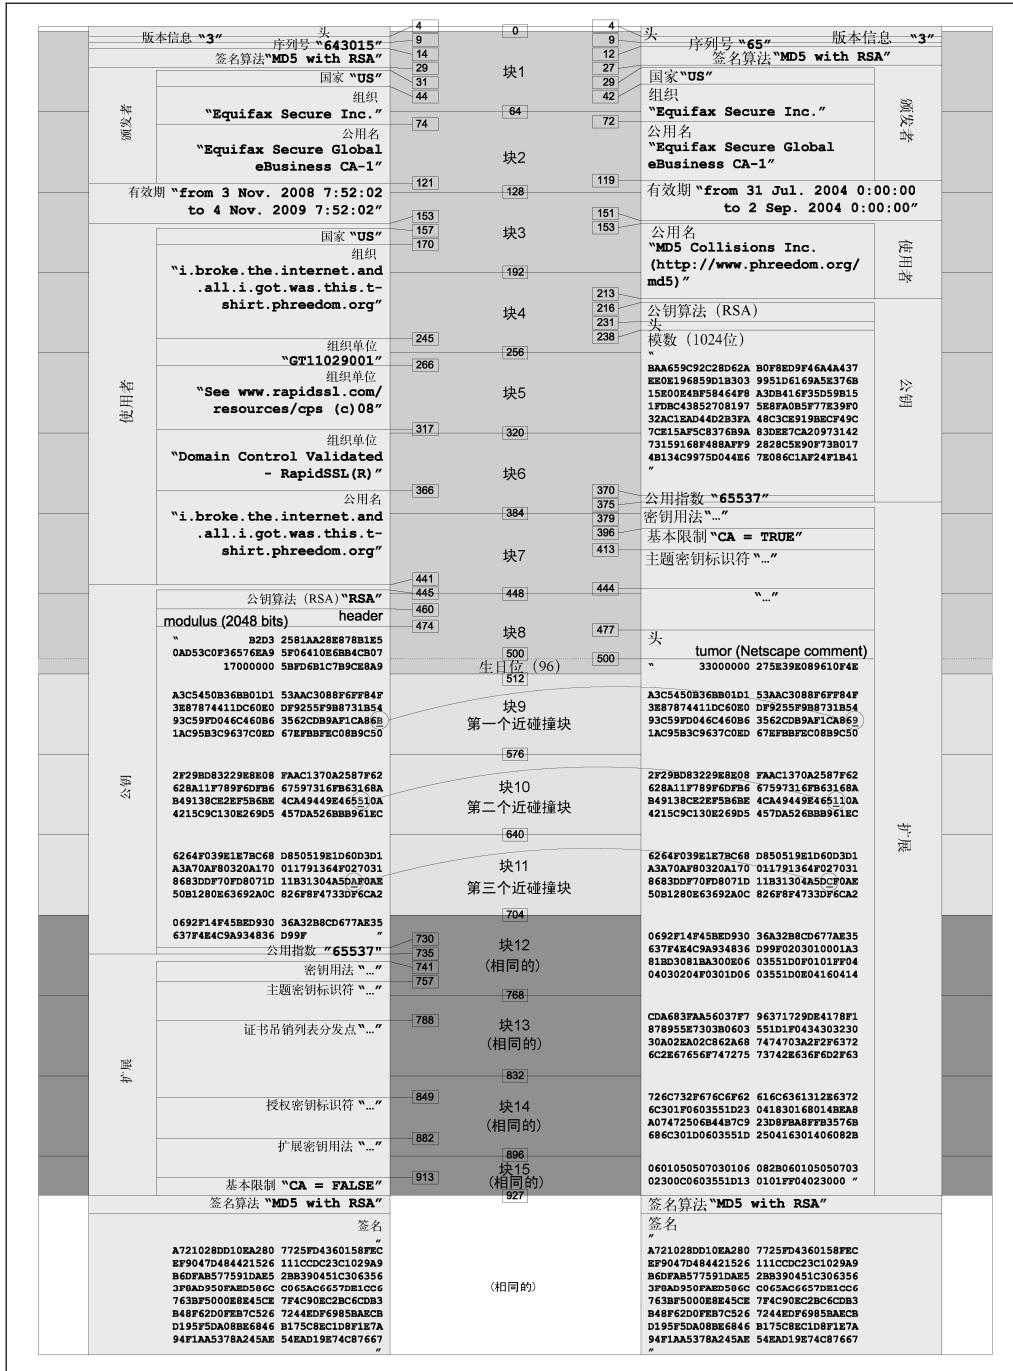 头
版本信息 “3”
序列号 “643015”
签名算法“MD5 with RSA”
国家 “US”
组织
“Equifax Secure Inc.”
公用名
“Equifax Secure Global
eBusiness CA-1”
颁发者
有效期 “from 3 Nov. 2008 7:52:02
to 4 Nov. 2009 7:52:02”
国家 “US”
组织
“i.broke.the.internet.and
.all.i.got.was.this.t-
shirt.phreedom.org”
组织单位
“GT11029001”
组织单位
“See www.rapidssl.com/
resources/cps (c)08”
组织单位
“Domain Control Validated
- RapidSSL(R)”
公用名
“i.broke.the.internet.and
.all.i.got.was.this.t-
shirt.phreedom.org”
使用者
公钥算法（RSA）“RSA”
header
modulus (2048 bits)
“ B2D3 2581AA28E878B1E5
0AD53C0F36576EA9 5F06410E6BB4CB07
17000000 5BFD6B1C7B9CE8A9
A3C5450B36BB01D1 53AAC3088F6FF84F
3E87874411DC60E0 DF9255F9B8731B54
93C59FD046C460B6 3562CDB9AF1CA86B
1AC95B3C9637C0ED 67EFBBFEC08B9C50
2F29BD83229E8E08 FAAC1370A2587F62
628A11F789F6DFB6 67597316FB63168A
B49138CE2EF5B6BE 4CA49449E465510A
4215C9C130E269D5 457DA526BBB961EC
6264F039E1E7BC68 D850519E1D60D3D1
A3A70AF80320A170 011791364F027031
8683DDF70FD8071D 11B31304A5DAF0AE
50B1280E63692A0C 826F8F4733DF6CA2
0692F14F45BED930 36A32B8CD677AE35
637F4E4C9A934836 D99F ”
公用指数 “65537”
公钥
密钥用法 “…”
主题密钥标识符 “…”
证书吊销列表分发点“…”
授权密钥标识符 “…”
扩展密钥用法 “…”
基本限制 “CA = FALSE”
扩展
签名算法 “MD5 with RSA”
签名
“
A721028DD10EA280 7725FD4360158FEC
EF9047D484421526 111CCDC23C1029A9
B6DFAB577591DAE5 2BB390451C306356
3F8AD950FAED586C C065AC6657DE1CC6
763BF5000E8E45CE 7F4C90EC2BC6CDB3
B48F62D0FEB7C526 7244EDF6985BAECB
D195F5DA08BE6846 B175C8EC1D8F1E7A
94F1AA5378A245AE 54EAD19E74C87667
”
4
9
14
29
31
44
74
121
153
157
170
245
266
317
366
441
445
460
474
730
735
741
757
788
849
882
913
0
块1
64
块2
128
块3
192
块4
256
块5
320
块6
384
块7
448
块8
500
生日位（96）
512
块9
第一个近碰撞块
576
块10
第二个近碰撞块
640
块11
第三个近碰撞块
704
块12
（相同的）
768
块13
（相同的）
832
块14
（相同的）
896
块15
（相同的）
927
（相同的）
4
9
12
27
29
42
72
119
151
153
213
216
231
238
370
375
379
396
413
444
477
500
头
版本信息 “3”
序列号 “65”
签名算法“MD5 with RSA”
国家“US”
组织
“Equifax Secure Inc.”
公用名
“Equifax Secure Global
eBusiness CA-1”
颁发者
有效期 “from 31 Jul. 2004 0:00:00
to 2 Sep. 2004 0:00:00”
公用名
“MD5 Collisions Inc.
(http://www.phreedom.org/
md5)”
使用者
公钥算法（RSA）
头
模数（1024位）
“
BAA659C92C28D62A B0F8ED9F46A4A437
EE0E196859D1B303 9951D6169A5E376B
15E00E4BF58464F8 A3DB416F35D59B15
1FDBC43852708197 5E8FA0B5F77E39F0
32AC1EAD44D2B3FA 48C3CE919BECF49C
7CE15AF5C8376B9A 83DEE7CA20973142
73159168F488AFF9 2828C5E90F73B017
4B134C9975D044E6 7E086C1AF24F1B41
”
公用指数 “65537”
公钥
密钥用法“…”
基本限制“CA = TRUE”
主题密钥标识符 “…”
“…”
头
tumor (Netscape comment)
“ 33000000 275E39E089610F4E
A3C5450B36BB01D1 53AAC3088F6FF84F
3E87874411DC60E0 DF9255F9B8731B54
93C59FD046C460B6 3562CDB9AF1CA869
1AC95B3C9637C0ED 67EFBBFEC08B9C50
2F29BD83229E8E08 FAAC1370A2587F62
628A11F789F6DFB6 67597316FB63168A
B49138CE2EF5B6BE 4CA49449E465110A
4215C9C130E269D5 457DA526BBB961EC
6264F039E1E7BC68 D850519E1D60D3D1
A3A70AF80320A170 011791364F027031
8683DDF70FD8071D 11B31304A5DCF0AE
50B1280E63692A0C 826F8F4733DF6CA2
0692F14F45BED930 36A32B8CD677AE35
637F4E4C9A934836 D99F0203010001A3
81BD3081BA300E06 03551D0F0101FF04
04030204F0301D06 03551D0E04160414
CDA683FAA56037F7 96371729DE4178F1
878955E7303B0603 551D1F0434303230
30A02EA02C862A68 7474703A2F2F6372
6C2E67656F747275 73742E636F6D2F63
726C732F676C6F62 616C6361312E6372
6C301F0603551D23 041830168014BEA8
A07472506B44B7C9 23D8FBA8FFB3576B
686C301D0603551D 250416301406082B
0601050507030106 082B060105050703
02300C0603551D13 0101FF04023000 ”
扩展
签名算法“MD5 with RSA”
签名
“
A721028DD10EA280 7725FD4360158FEC
EF9047D484421526 111CCDC23C1029A9
B6DFAB577591DAE5 2BB390451C306356
3F8AD950FAED586C C065AC6657DE1CC6
763BF5000E8E45CE 7F4C90EC2BC6CDB3
B48F62D0FEB7C526 7244EDF6985BAECB
D195F5DA08BE6846 B175C8EC1D8F1E7A
94F1AA5378A245AE 54EAD19E74C87667
”